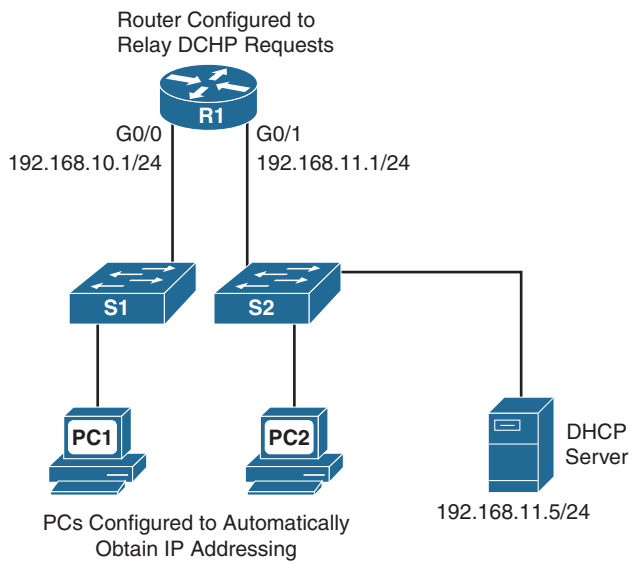 Router Configured to
Relay DCHP Requests
R1
G0/0
192.168.10.1/24
G0/1
192.168.11.1/24
S1
S2
PC1
PC2
DHCP
Server
192.168.11.5/24
PCs Configured to Automatically
Obtain IP Addressing